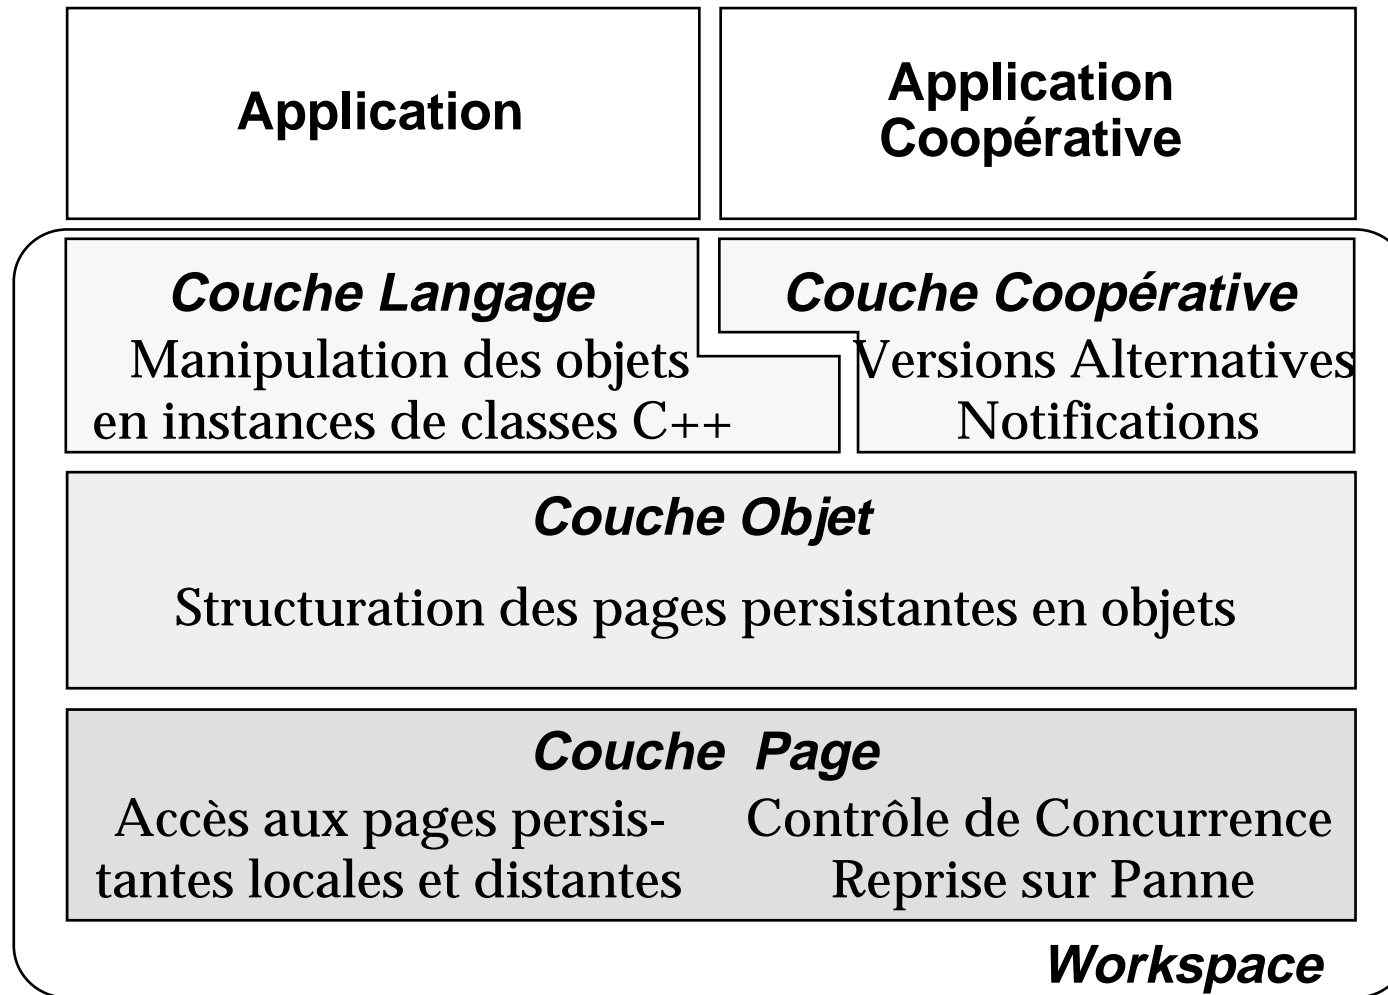 Application
Application
Coopérative
Couche Langage
Manipulation des objets
en instances de classes C++
Couche Coopérative
Versions Alternatives
Notifications
Couche Objet
Structuration des pages persistantes en objets
Couche Page
Accès aux pages persis-
tantes locales et distantes
Contrôle de Concurrence
Reprise sur Panne
Workspace